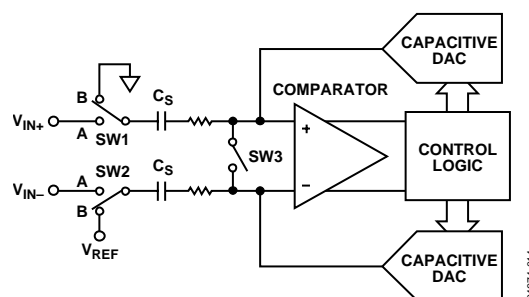 CAPACITIVE
DAC
COMPARATOR
B
CS
VIN+
A
SW1
+
SW3
CONTROL
LOGIC
A
SW2
CS
VIN–
B
–
VREF
CAPACITIVE
DAC